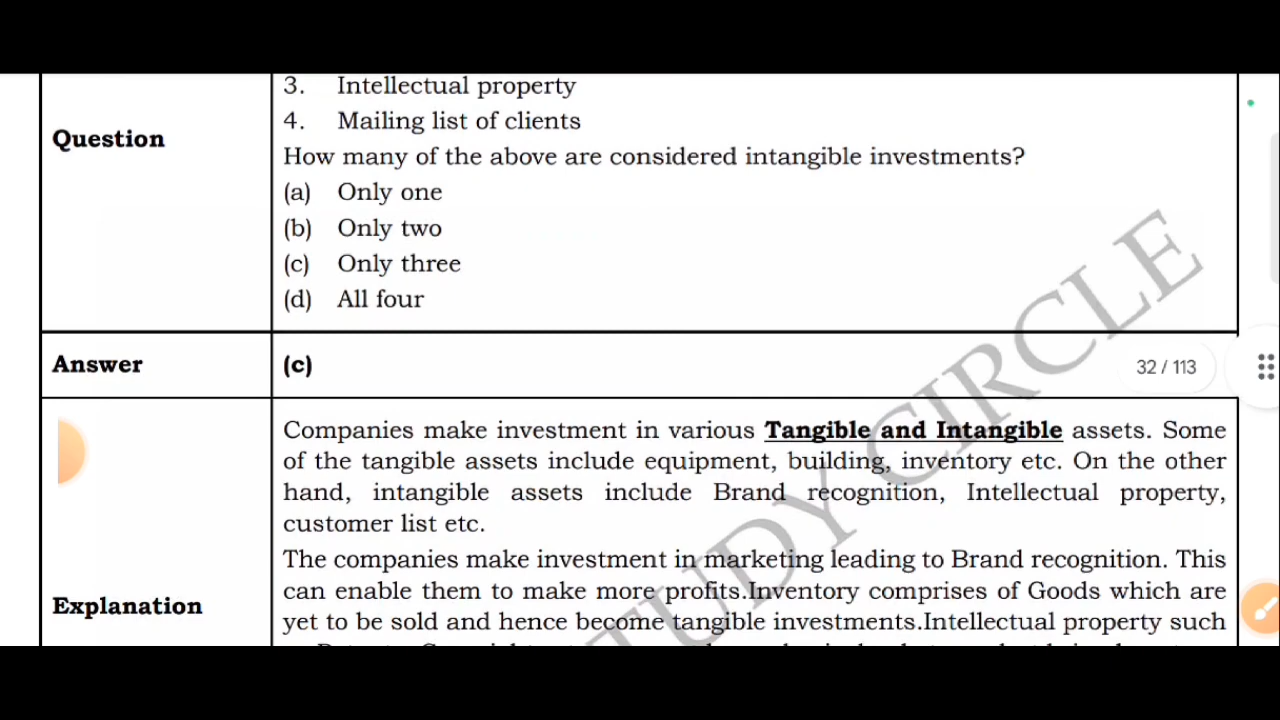 3. Intellectual property
4. Mailing list of clients
Question
How many of the above are considered intangible investments?
(a) Only one
(b) Only two
(c) Only three
(d) All four
Answer
(c)
32 / 113
Companies make investment in various Tangible and Intangible assets. Some
of the tangible assets include equipment, building, inventory etc. On the other
hand, intangible assets include Brand recognition, Intellectual property,
customer list etc.
The companies make investment in marketing leading to Brand recognition. This
can enable them to make more profits.Inventory comprises of Goods which are
Explanation
yet to be sold and hence become tangible investments.Intellectual property such
STUDY CIRCLE